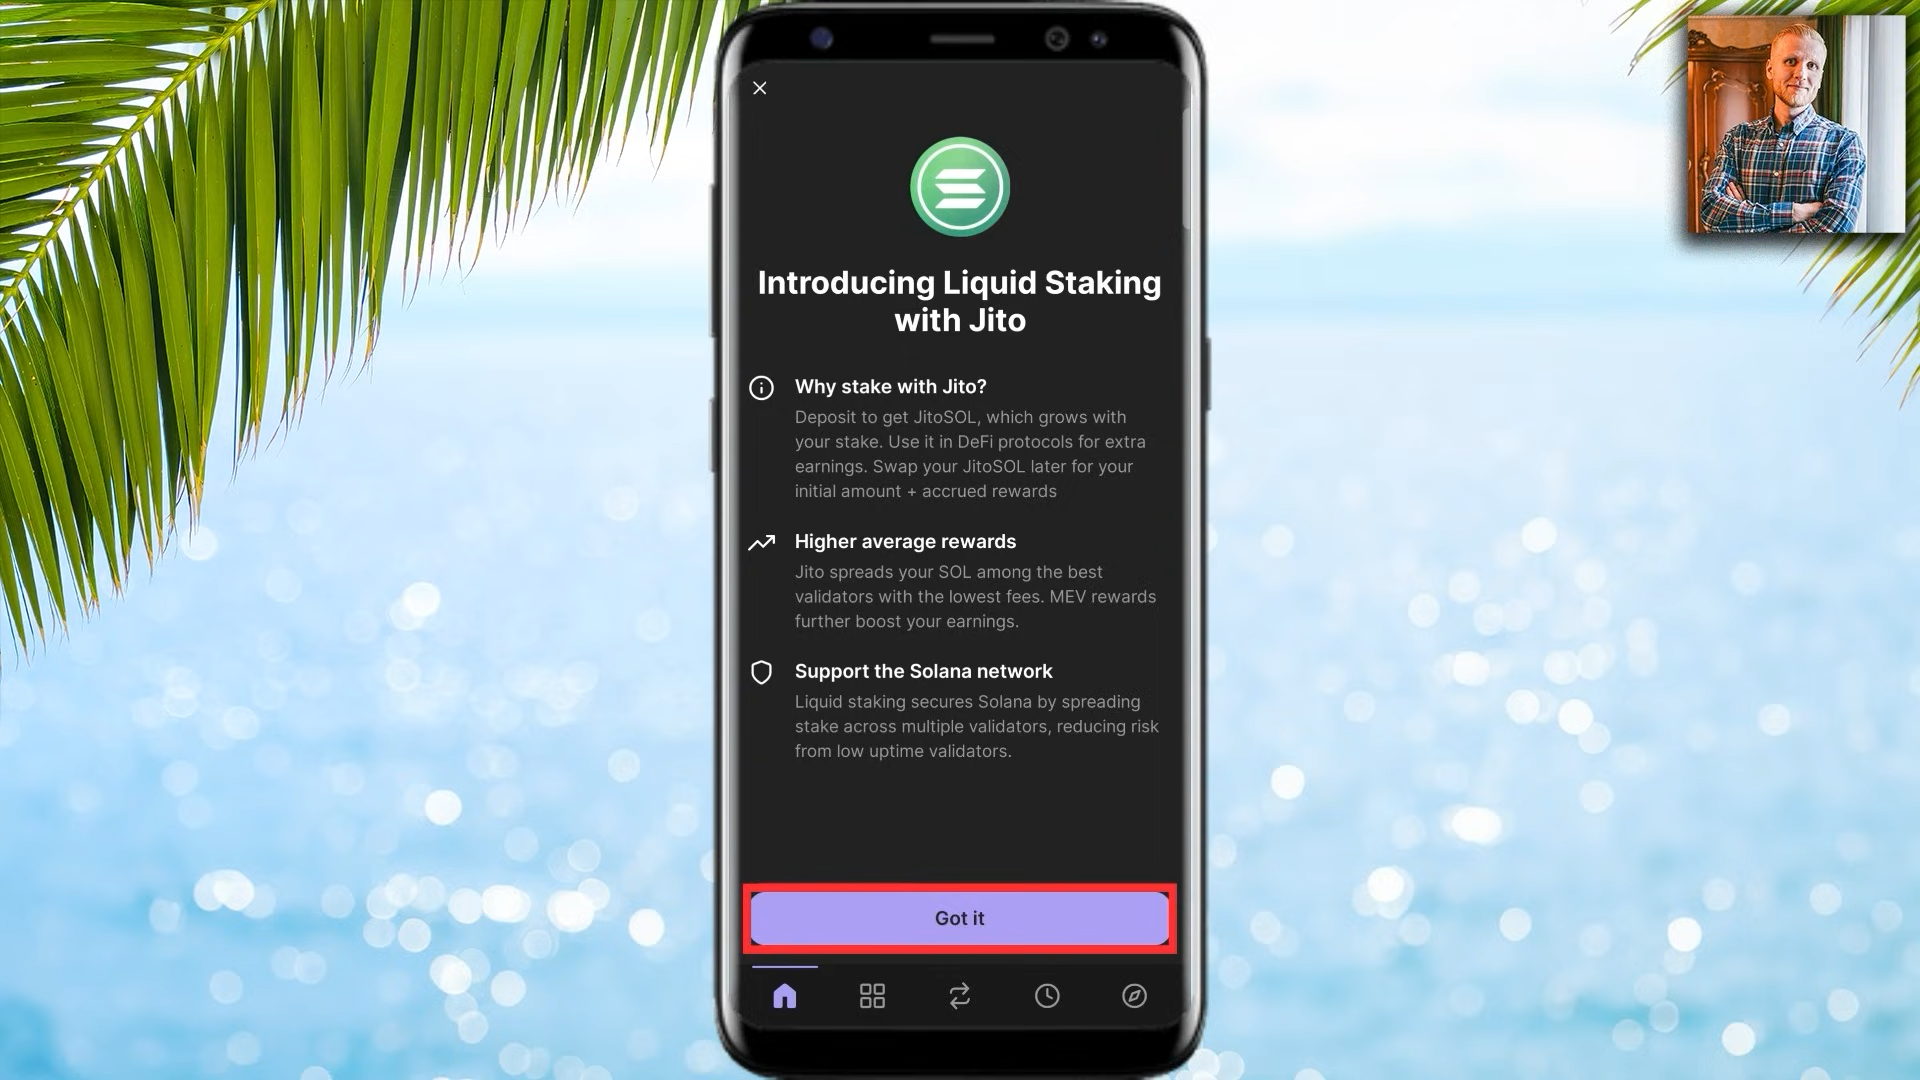 Introducing Liquid Staking
with Jito
Why stake with Jito?
Deposit to get JitoSOL, which grows with
your stake. Use it in DeFi protocols for extra
earnings. Swap your JitoSOL later for your
initial amount + accrued rewards
Higher average rewards
Jito spreads your SOL among the best
validators with the lowest fees. MEV rewards
further boost your earnings.
Support the Solana network
Liquid staking secures Solana by spreading
stake across multiple validators, reducing risk
from low uptime validators.
Got it